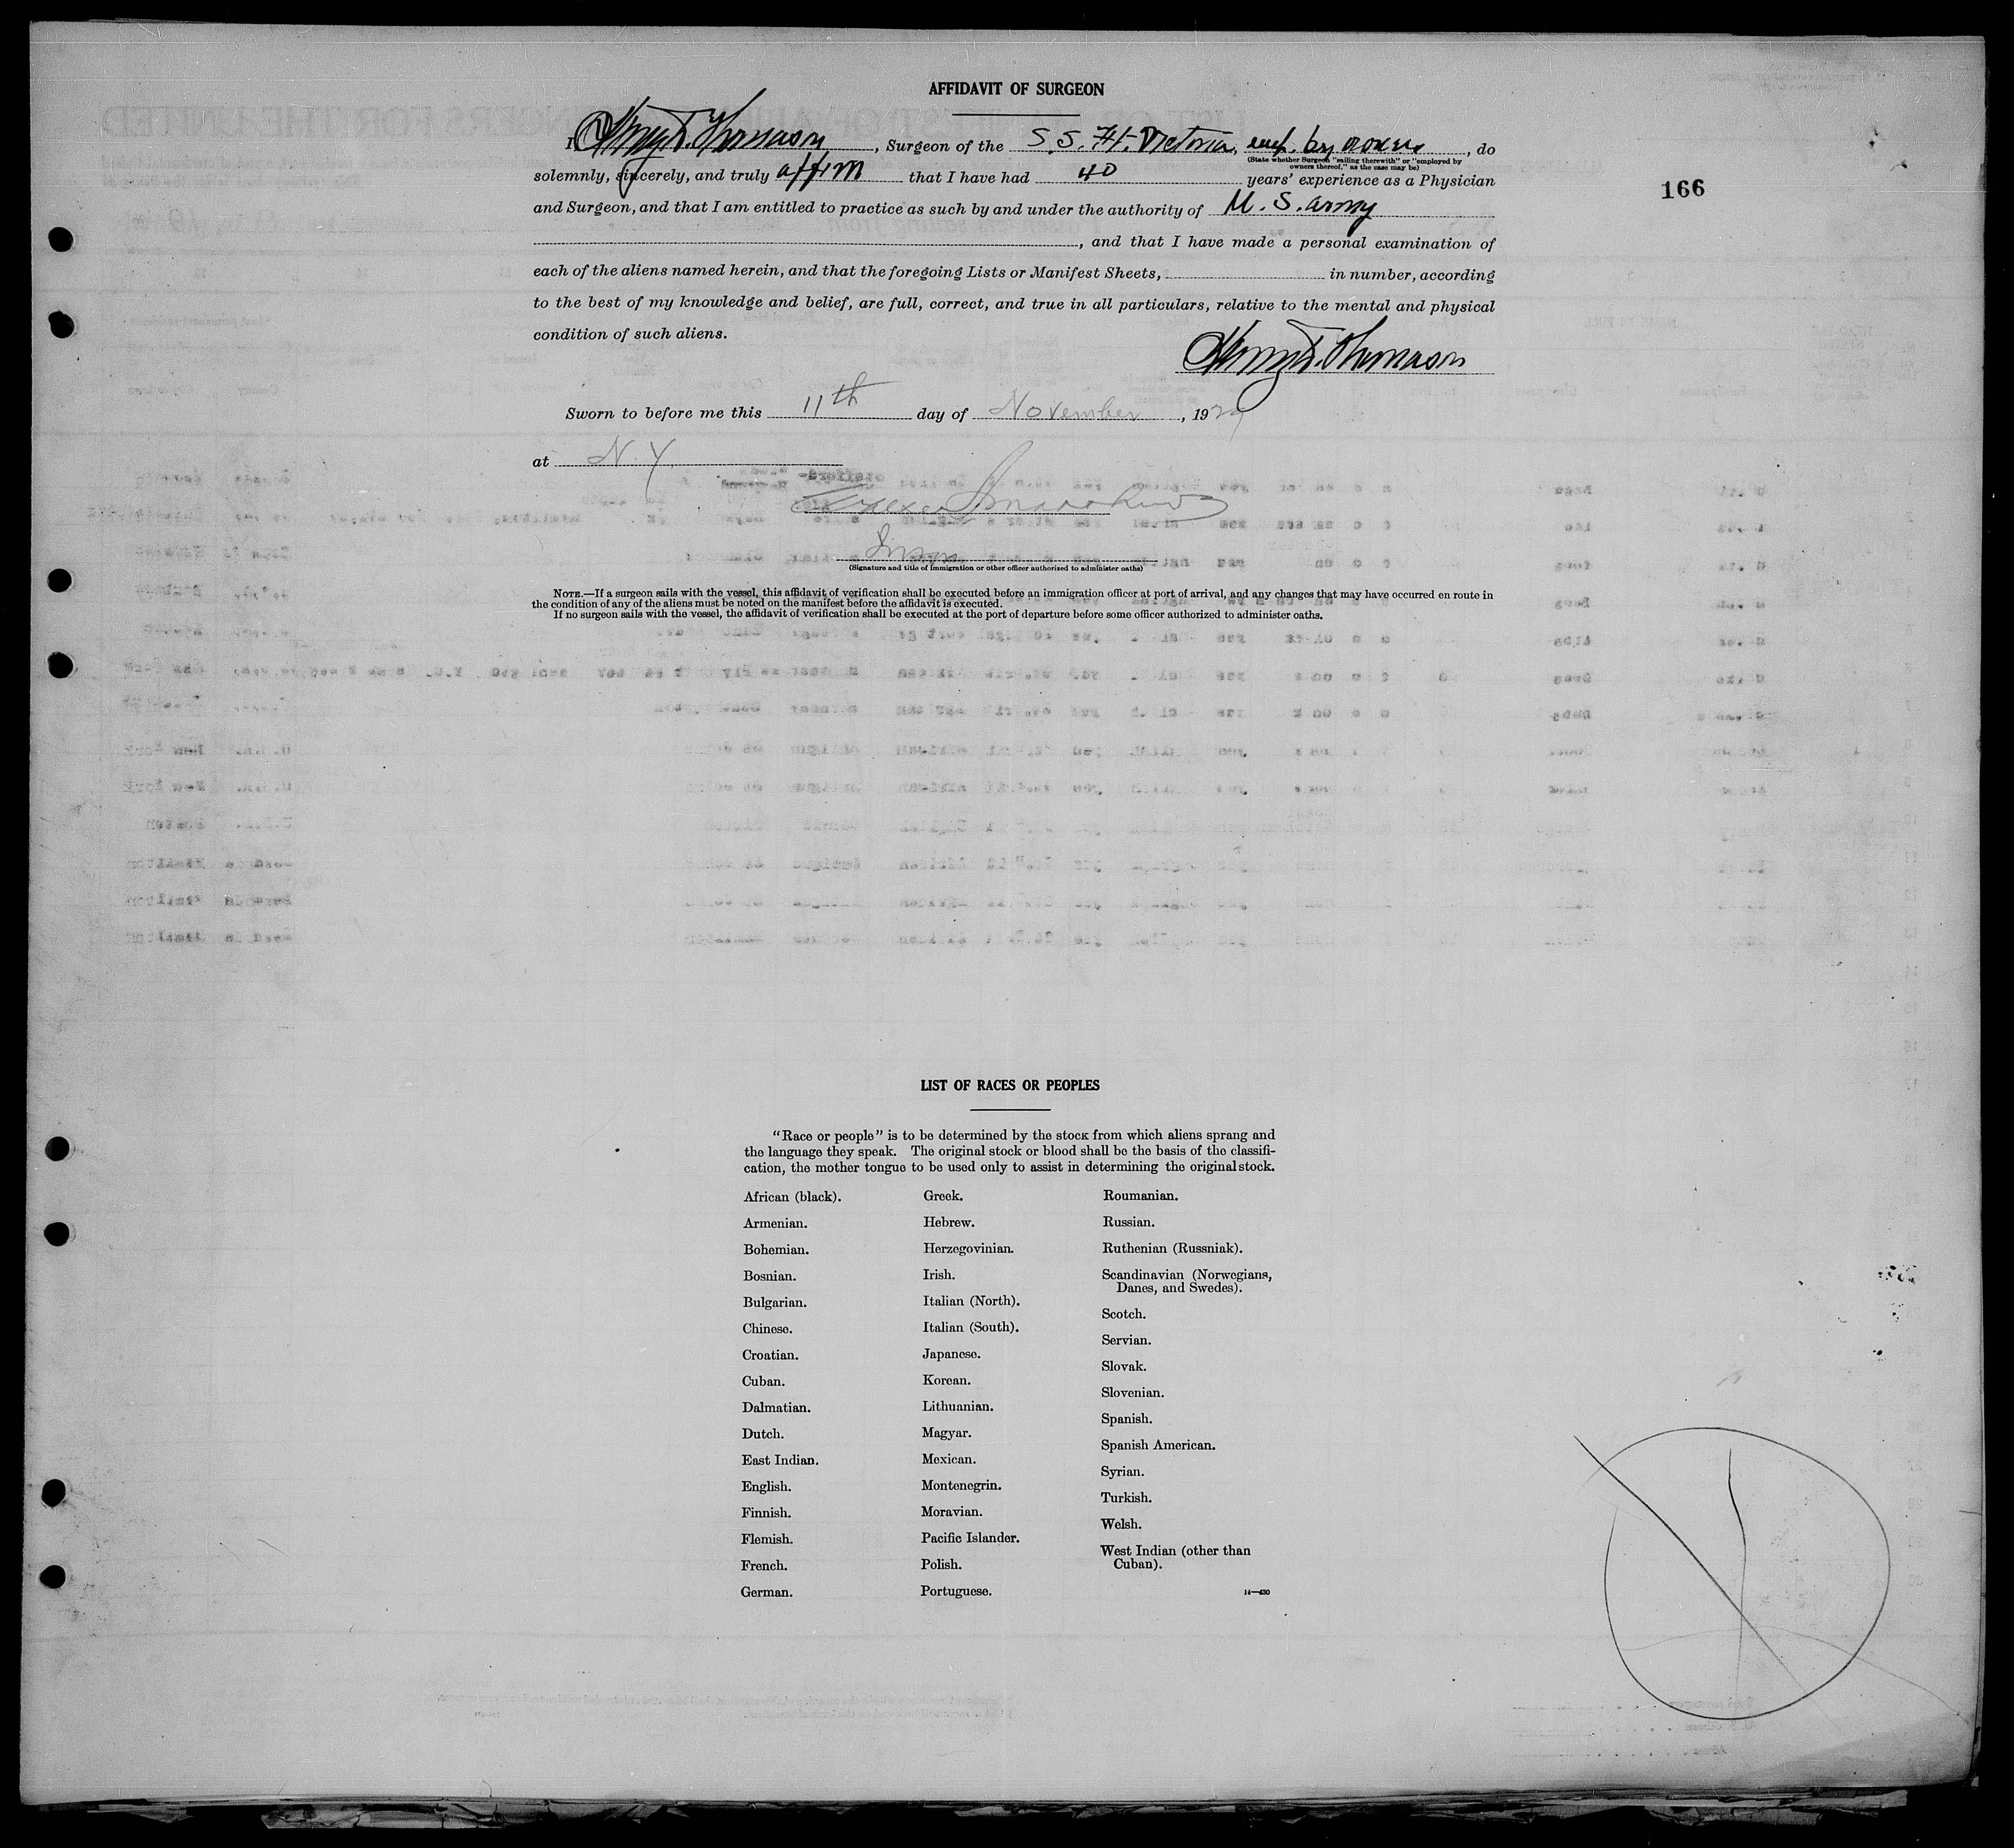 AFFIDAVIT OF SURGEON
I, Henry D. Thomason, Surgeon of the S.S. Ft. Victoria, emp. by owners, do
(State whether Surgeon "sailing therewith" or "employed by
owners thereof," as the case may be)
solemnly, sincerely, and truly affirm that I have had 40 years' experience as a Physician
166
and Surgeon, and that I am entitled to practice as such by and under the authority of U. S. Army
, and that I have made a personal examination of
each of the aliens named herein, and that the foregoing Lists or Manifest Sheets, in number, according
to the best of my knowledge and belief, are full, correct, and true in all particulars, relative to the mental and physical
condition of such aliens.
Henry D. Thomason
Sworn to before me this 11th day of November, 1929
at N. Y.
(Signature and title of immigration or other officer authorized to administer oaths)
NOTE.—If a surgeon sails with the vessel, this affidavit of verification shall be executed before an immigration officer at port of arrival, and any changes that may have occurred en route in
the condition of any of the aliens must be noted on the manifest before the affidavit is executed.
If no surgeon sails with the vessel, the affidavit of verification shall be executed at the port of departure before some officer authorized to administer oaths.
LIST OF RACES OR PEOPLES
"Race or people" is to be determined by the stock from which aliens sprang and
the language they speak. The original stock or blood shall be the basis of the classifi-
cation, the mother tongue to be used only to assist in determining the original stock.
African (black).
Armenian.
Bohemian.
Bosnian.
Bulgarian.
Chinese.
Croatian.
Cuban.
Dalmatian.
Dutch.
East Indian.
English.
Finnish.
Flemish.
French.
German.
Greek.
Hebrew.
Herzegovinian.
Irish.
Italian (North).
Italian (South).
Japanese.
Korean.
Lithuanian.
Magyar.
Mexican.
Montenegrin.
Moravian.
Pacific Islander.
Polish.
Portuguese.
Roumanian.
Russian.
Ruthenian (Russniak).
Scandinavian (Norwegians,
Danes, and Swedes).
Scotch.
Servian.
Slovak.
Slovenian.
Spanish.
Spanish American.
Syrian.
Turkish.
Welsh.
West Indian (other than
Cuban).
14—430